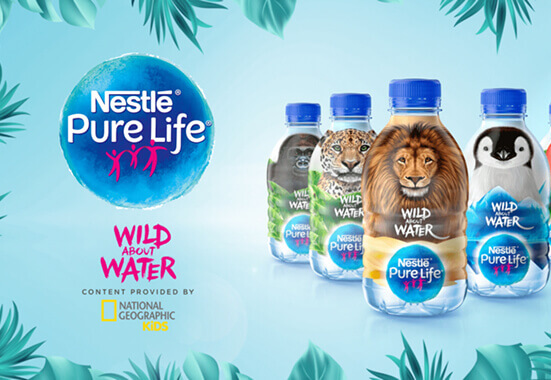 Nestlé®
Pure Life®
WILD
ABOUT
WATER
CONTENT PROVIDED BY
NATIONAL
GEOGRAPHIC
KIDS
WILD
ABOUT
WATER
Nestlé
Pure Life
WILD
ABOUT
WATER
Nestlé
Pure Life
WILD
ABOUT
WATER
Nestlé
Pure Life